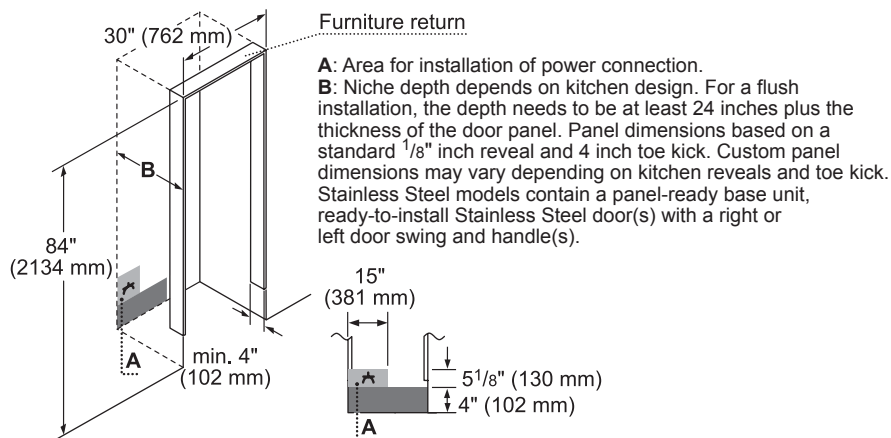 30" (762 mm)
Furniture return
A: Area for installation of power connection.
B: Niche depth depends on kitchen design. For a flush
installation, the depth needs to be at least 24 inches plus the
thickness of the door panel. Panel dimensions based on a
standard 1/8" inch reveal and 4 inch toe kick. Custom panel
dimensions may vary depending on kitchen reveals and toe kick.
Stainless Steel models contain a panel-ready base unit,
ready-to-install Stainless Steel door(s) with a right or
left door swing and handle(s).
B
84"
(2134 mm)
A
min. 4"
(102 mm)
15"
(381 mm)
5 1/8" (130 mm)
4" (102 mm)
A